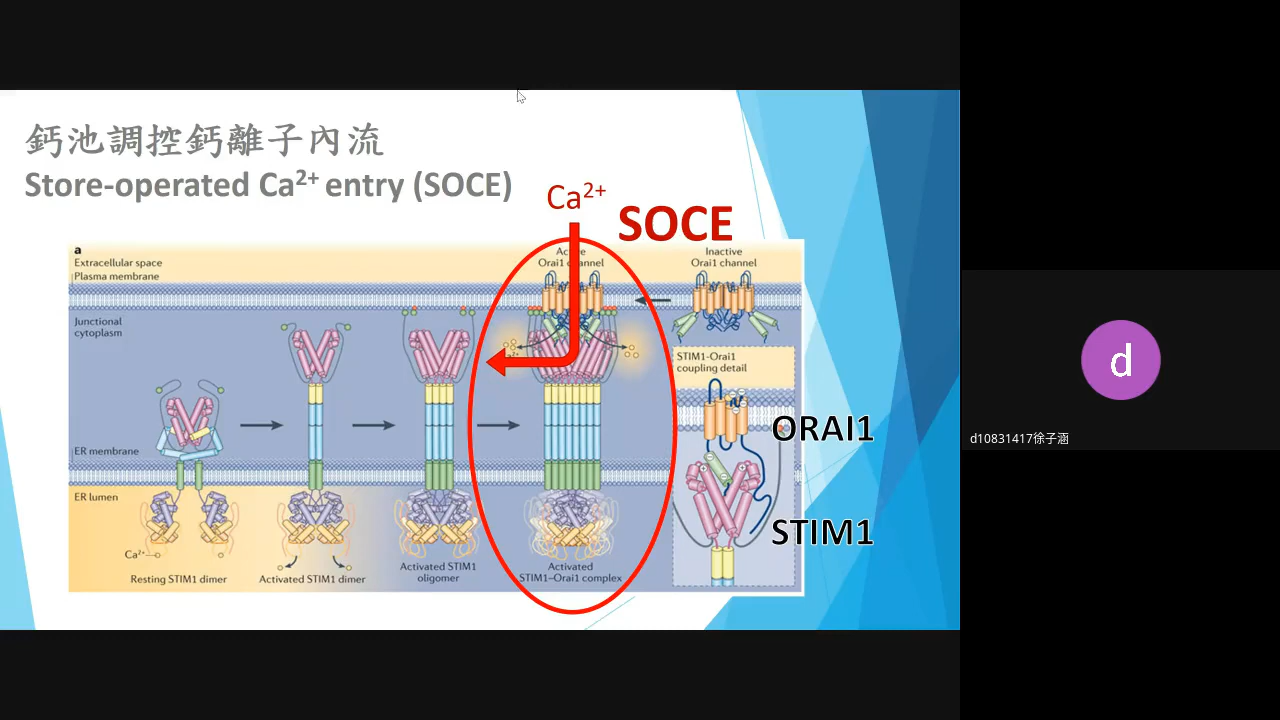 鈣池調控鈣離子內流
Store-operated Ca²⁺ entry (SOCE)
Ca²⁺
SOCE
a
Extracellular space
Plasma membrane
Active
Orai1 channel
Inactive
Orai1 channel
Junctional
cytoplasm
STIM1-Orai1
coupling detail
ORAI1
ER membrane
ER lumen
STIM1
Ca²⁺
Resting STIM1 dimer
Activated STIM1 dimer
Activated STIM1
oligomer
Activated
STIM1–Orai1 complex
d
d10831417徐子涵